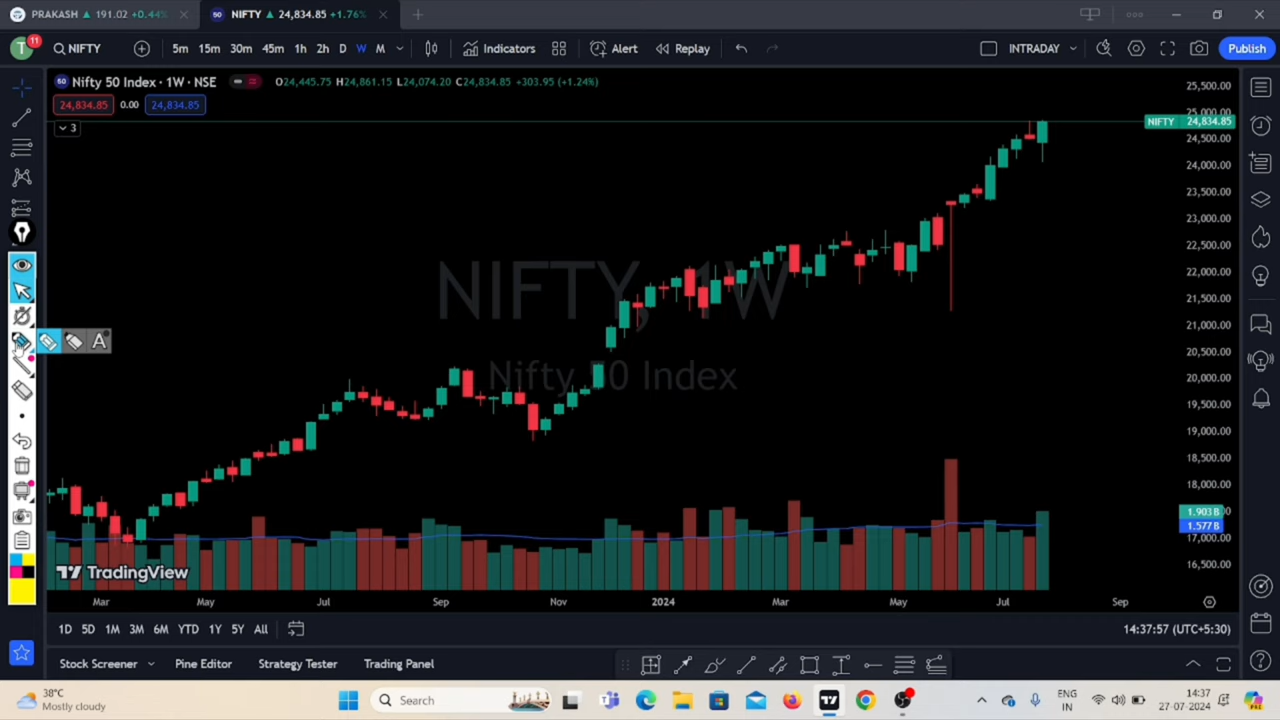 PRAKASH ▲ 191.02 +0.44%
NIFTY ▲ 24,834.85 +1.76%
T 11
NIFTY
5m 15m 30m 45m 1h 2h D W M
Indicators
Alert
Replay
INTRADAY
Publish
50 Nifty 50 Index · 1W · NSE
O24,445.75 H24,861.15 L24,074.20 C24,834.85 +303.95 (+1.24%)
24,834.85 0.00 24,834.85
3
25,500.00
25,000.00
NIFTY 24,834.85
24,500.00
24,000.00
23,500.00
23,000.00
22,500.00
22,000.00
21,500.00
21,000.00
20,500.00
20,000.00
19,500.00
19,000.00
18,500.00
18,000.00
1.903 B
1.577 B
17,000.00
16,500.00
NIFTY, 1W
Nifty 50 Index
A
TradingView
Mar May Jul Sep Nov 2024 Mar May Jul Sep
1D 5D 1M 3M 6M YTD 1Y 5Y All
14:37:57 (UTC+5:30)
Stock Screener Pine Editor Strategy Tester Trading Panel
38°C
Mostly cloudy
Search
ENG
IN
14:37
27-07-2024